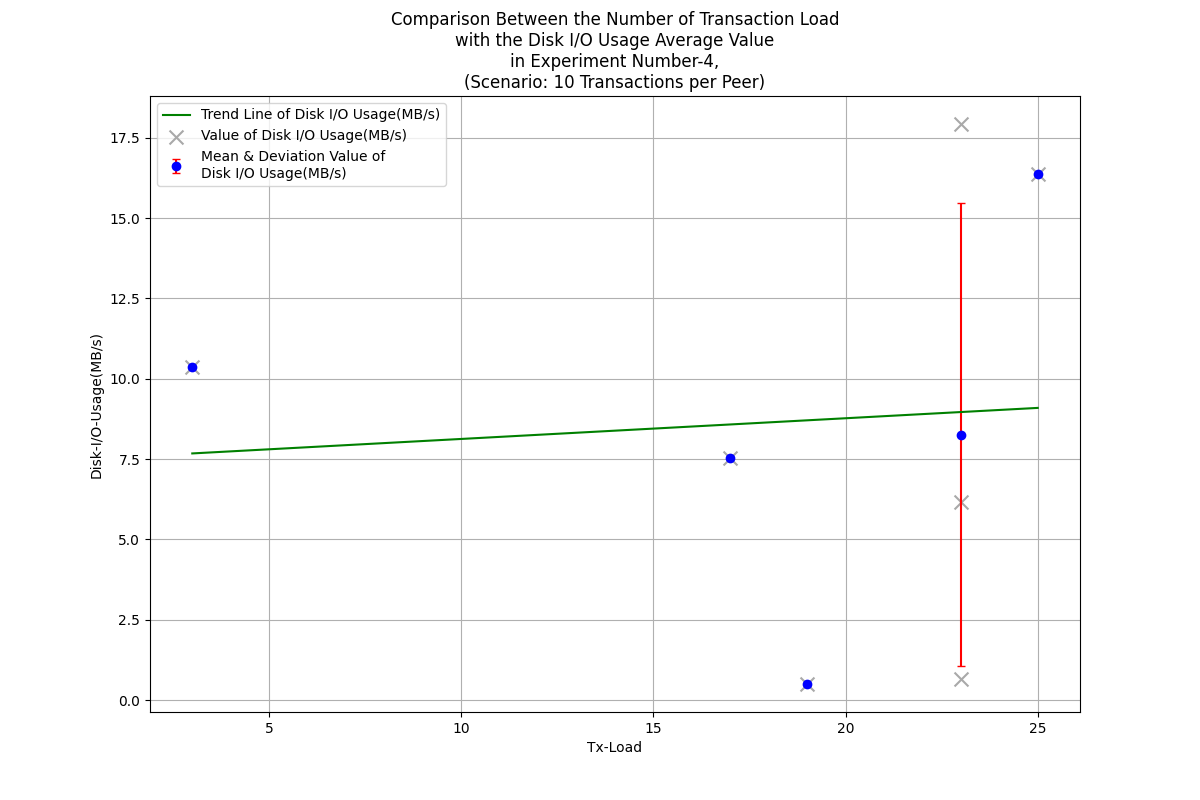 Comparison Between the Number of Transaction Load
with the Disk I/O Usage Average Value
in Experiment Number-4,
(Scenario: 10 Transactions per Peer)
Trend Line of Disk I/O Usage(MB/s)
Value of Disk I/O Usage(MB/s)
Mean & Deviation Value of
Disk I/O Usage(MB/s)
17.5
15.0
12.5
10.0
7.5
5.0
2.5
0.0
Disk-I/O-Usage(MB/s)
5
10
15
20
25
Tx-Load